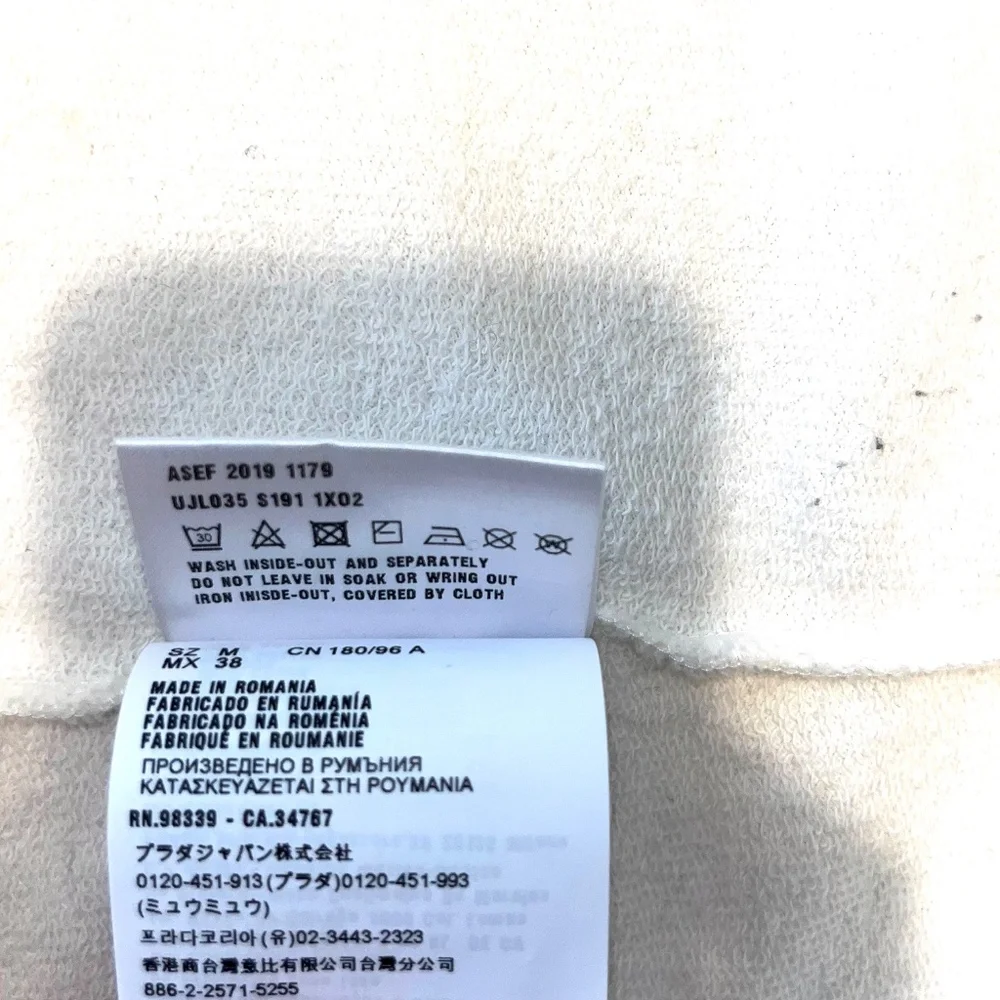 ASEF 2019 1179
UJL035 S191 1X02
30
WASH INSIDE-OUT AND SEPARATELY
DO NOT LEAVE IN SOAK OR WRING OUT
IRON INISDE-OUT, COVERED BY CLOTH
SZ M CN 180/96 A
MX 38
MADE IN ROMANIA
FABRICADO EN RUMANÍA
FABRICADO NA ROMÉNIA
FABRIQUÉ EN ROUMANIE
ПРОИЗВЕДЕНО В РУМЪНИЯ
ΚΑΤΑΣΚΕΥΑΖΕΤΑΙ ΣΤΗ ΡΟΥΜΑΝΙΑ
RN.98339 - CA.34767
プラダジャパン株式会社
0120-451-913(プラダ)0120-451-993
(ミュウミュウ)
프라다코리아(유)02-3443-2323
香港商台灣意比有限公司台灣分公司
886-2-2571-5255